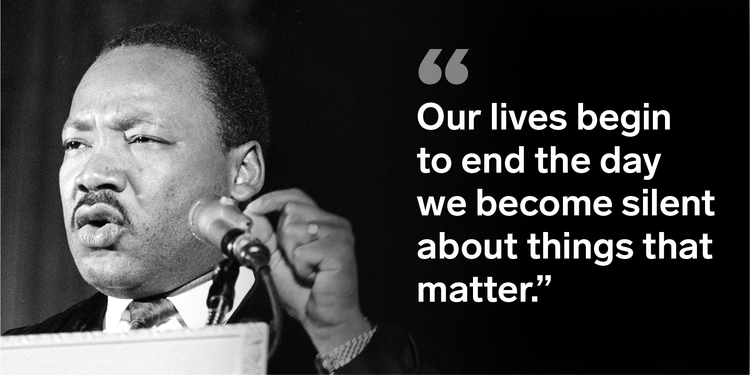 “
Our lives begin
to end the day
we become silent
about things that
matter.”